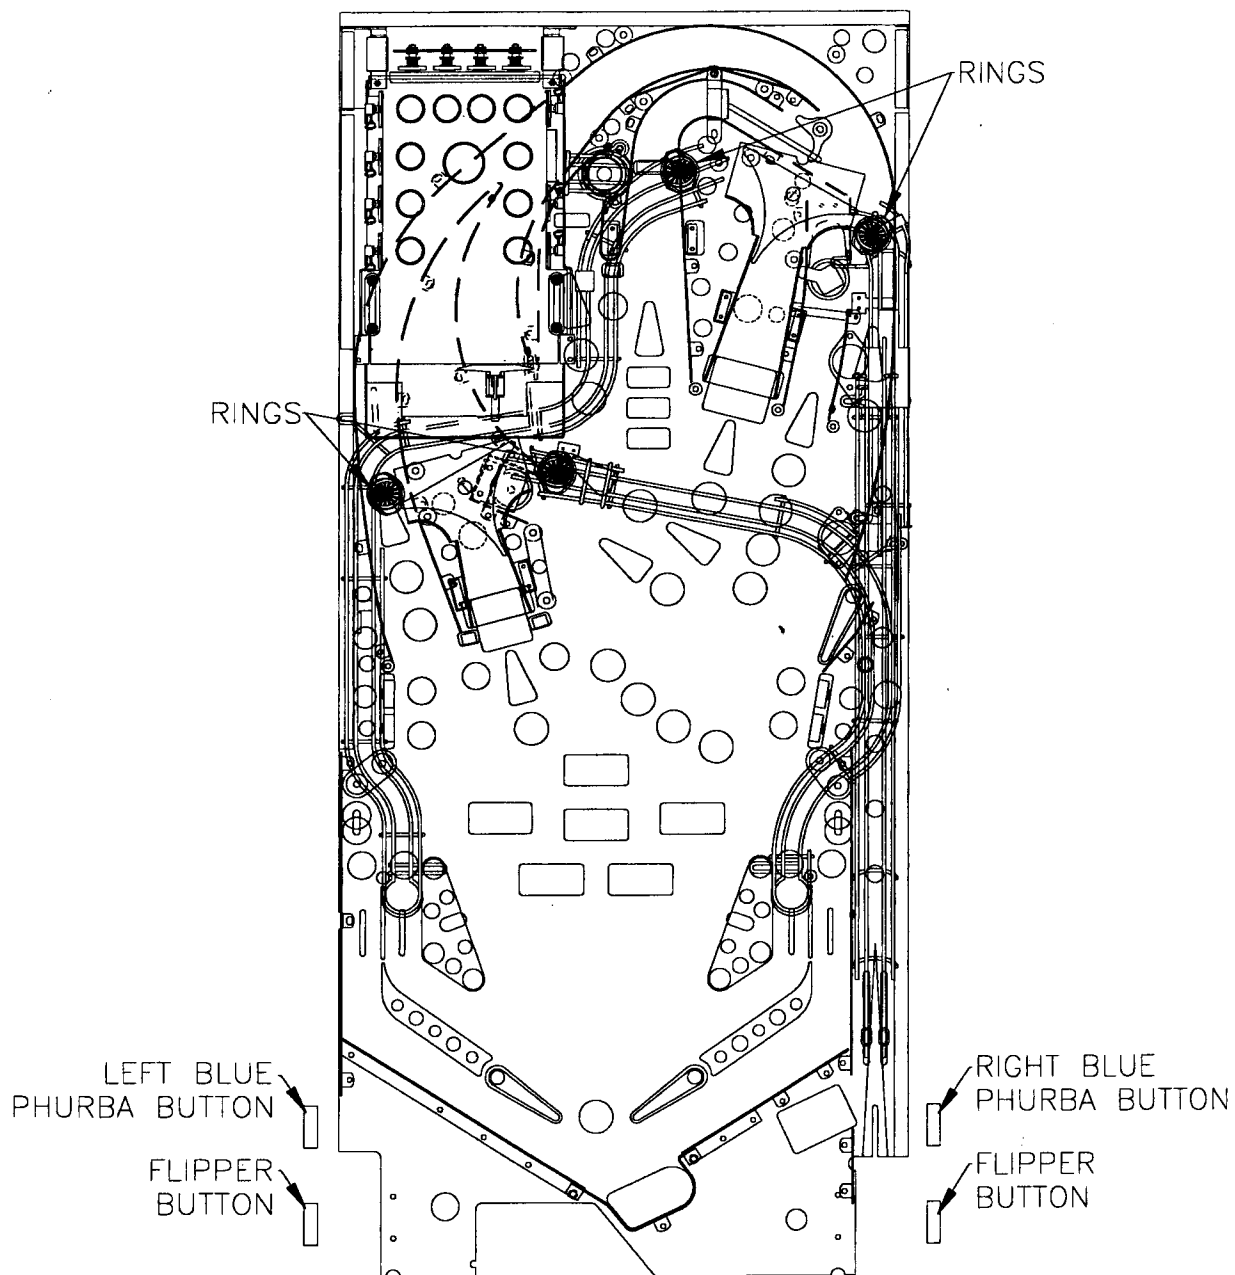 RINGS
RINGS
LEFT BLUE
PHURBA BUTTON
RIGHT BLUE
PHURBA BUTTON
FLIPPER
BUTTON
FLIPPER
BUTTON